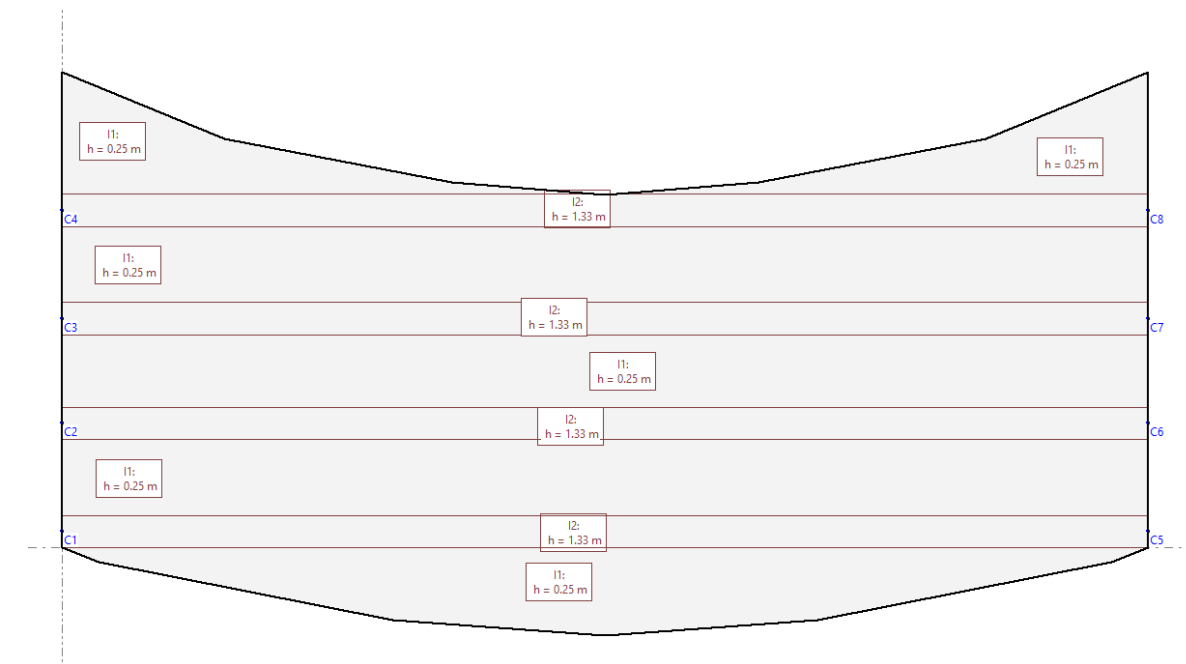 I1:
h = 0.25 m
I1:
h = 0.25 m
I2:
h = 1.33 m
C4
C8
I1:
h = 0.25 m
I2:
h = 1.33 m
C3
C7
I1:
h = 0.25 m
I2:
h = 1.33 m
C2
C6
I1:
h = 0.25 m
I2:
h = 1.33 m
C1
C5
I1:
h = 0.25 m